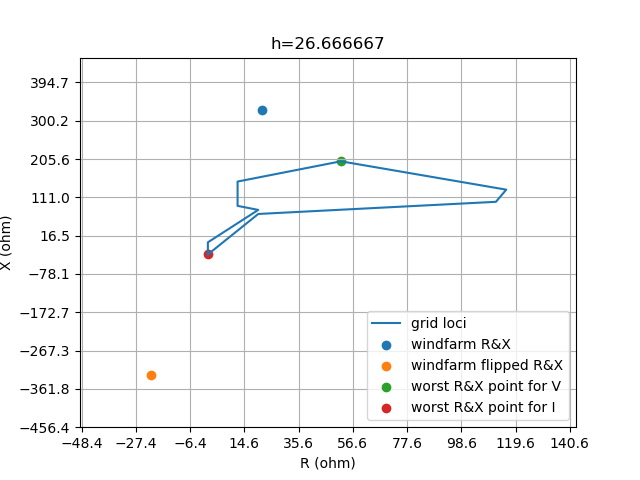 h=26.666667
X (ohm)
394.7
300.2
205.6
111.0
16.5
−78.1
−172.7
−267.3
−361.8
−456.4
grid loci
windfarm R&X
windfarm flipped R&X
worst R&X point for V
worst R&X point for I
−48.4 −27.4 −6.4 14.6 35.6 56.6 77.6 98.6 119.6 140.6
R (ohm)